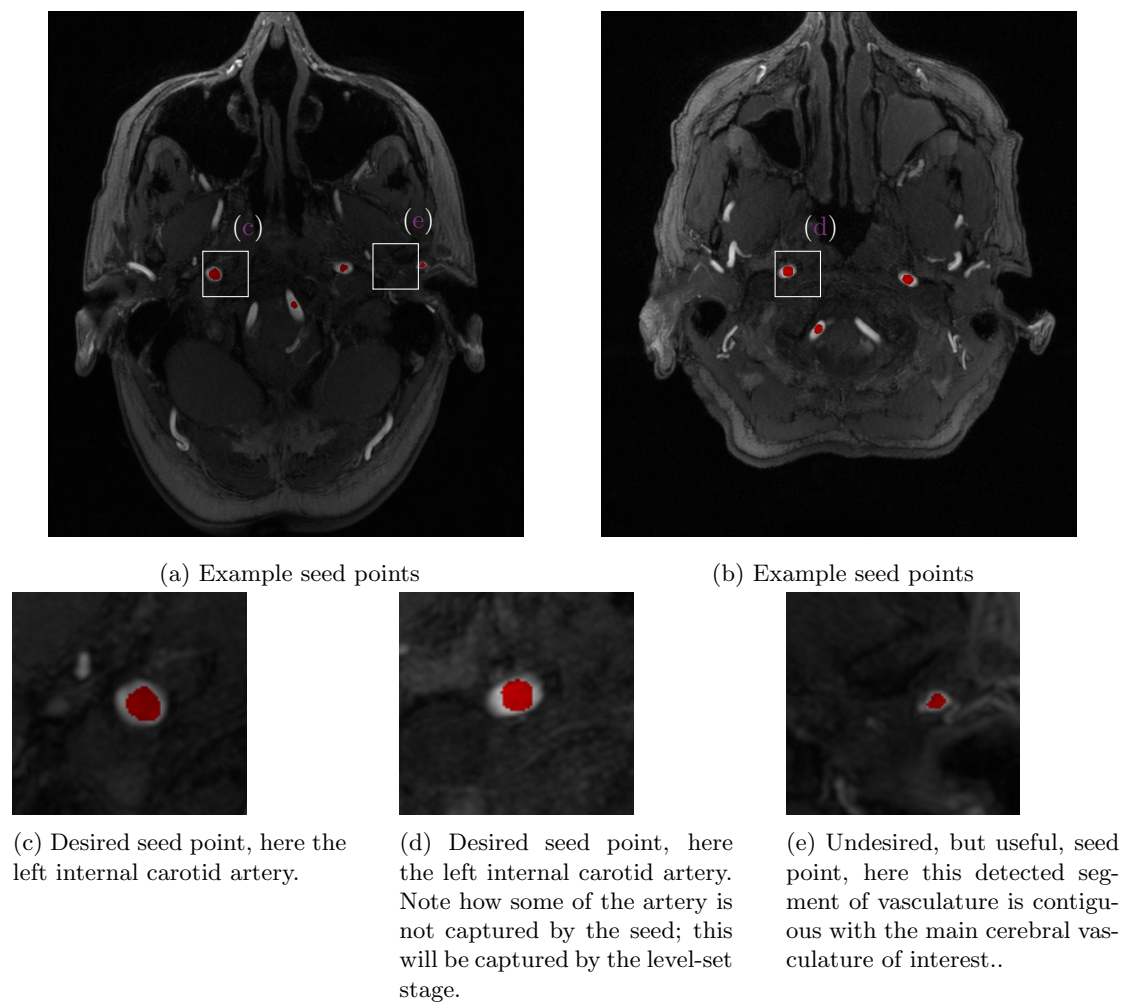 (c)
(e)
(d)
(a) Example seed points
(b) Example seed points
(c) Desired seed point, here the
left internal carotid artery.
(d) Desired seed point, here
the left internal carotid artery.
Note how some of the artery is
not captured by the seed; this
will be captured by the level-set
stage.
(e) Undesired, but useful, seed
point, here this detected seg-
ment of vasculature is contigu-
ous with the main cerebral vas-
culature of interest..